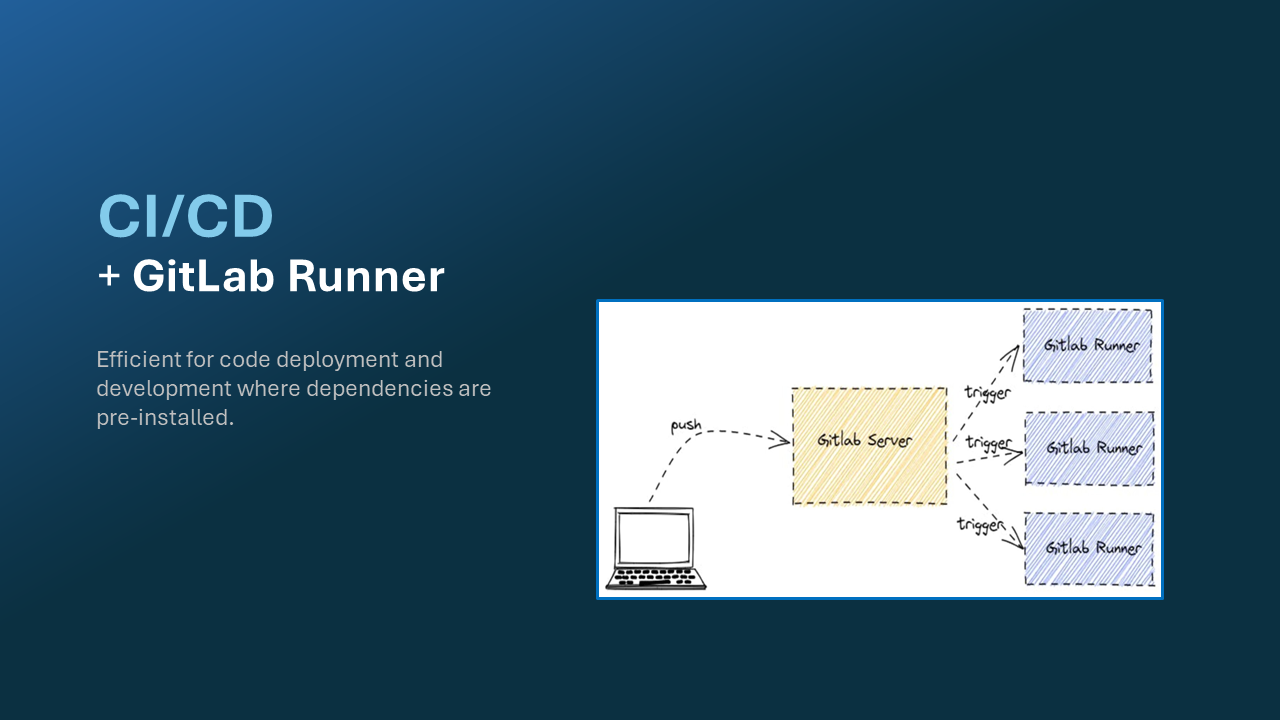 CI/CD
+ GitLab Runner
Efficient for code deployment and
development where dependencies are
pre-installed.
push
Gitlab Server
trigger
trigger
trigger
Gitlab Runner
Gitlab Runner
Gitlab Runner